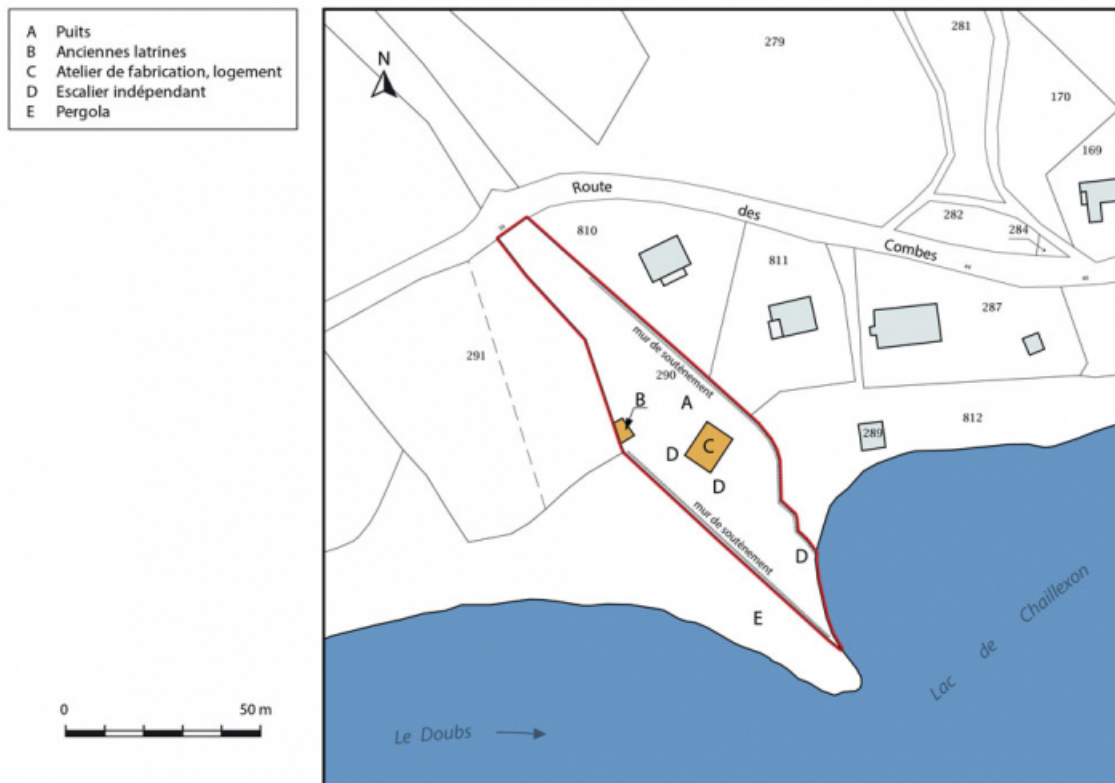 A Puits
B Anciennes latrines
C Atelier de fabrication, logement
D Escalier indépendant
E Pergola
N
279
281
170
169
Route
des
Combes
282
284
810
811
287
291
mur de soutènement
290
A
B
C
812
289
D
D
mur de soutènement
D
E
Lac de Chaillexon
Le Doubs
0 50 m